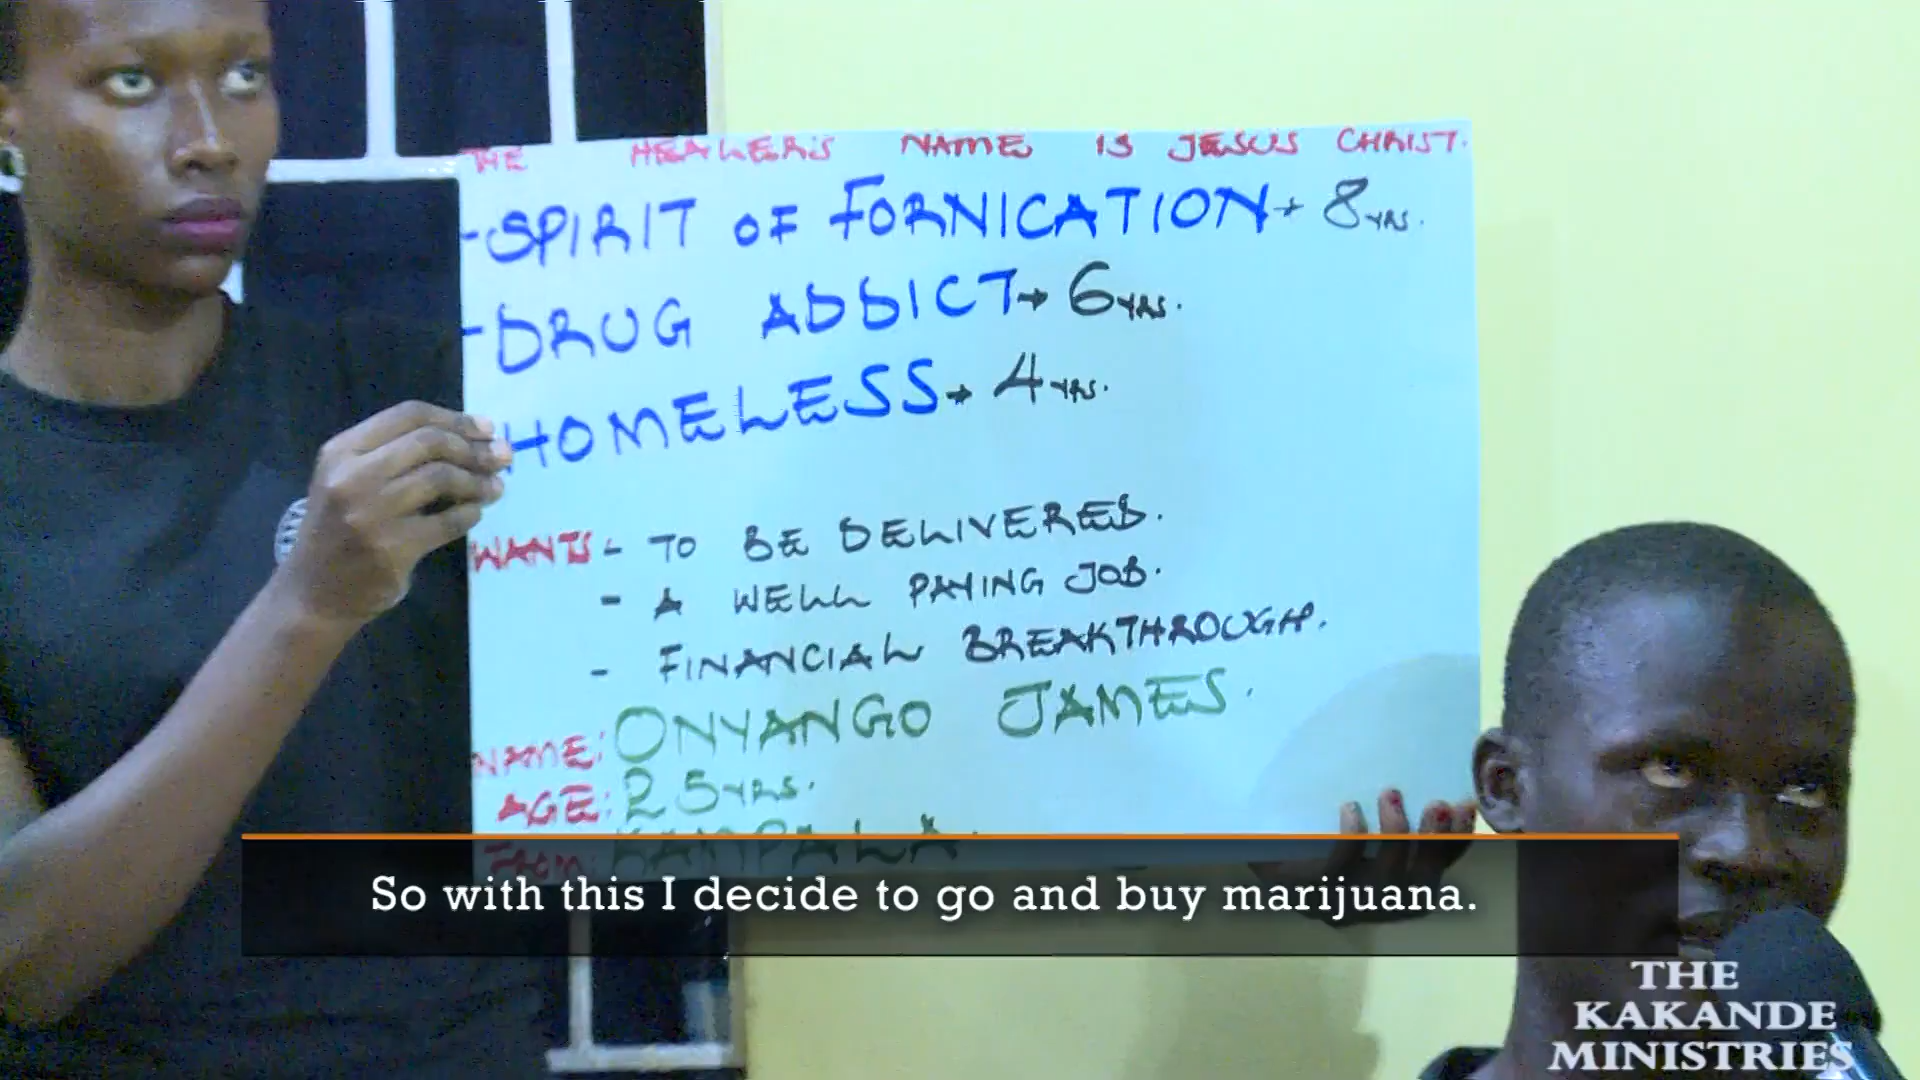 THE HEALER'S NAME IS JESUS CHRIST.
-SPIRIT OF FORNICATION→ 8YRS.
-DRUG ADDICT→ 6YRS.
HOMELESS→ 4YRS.
WANTS - TO BE DELIVERED.
- A WELL PAYING JOB.
- FINANCIAL BREAKTHROUGH.
NAME: ONYANGO JAMES.
AGE: 25YRS.
FROM: KAMPALA.
So with this I decide to go and buy marijuana.
THE
KAKANDE
MINISTRIES